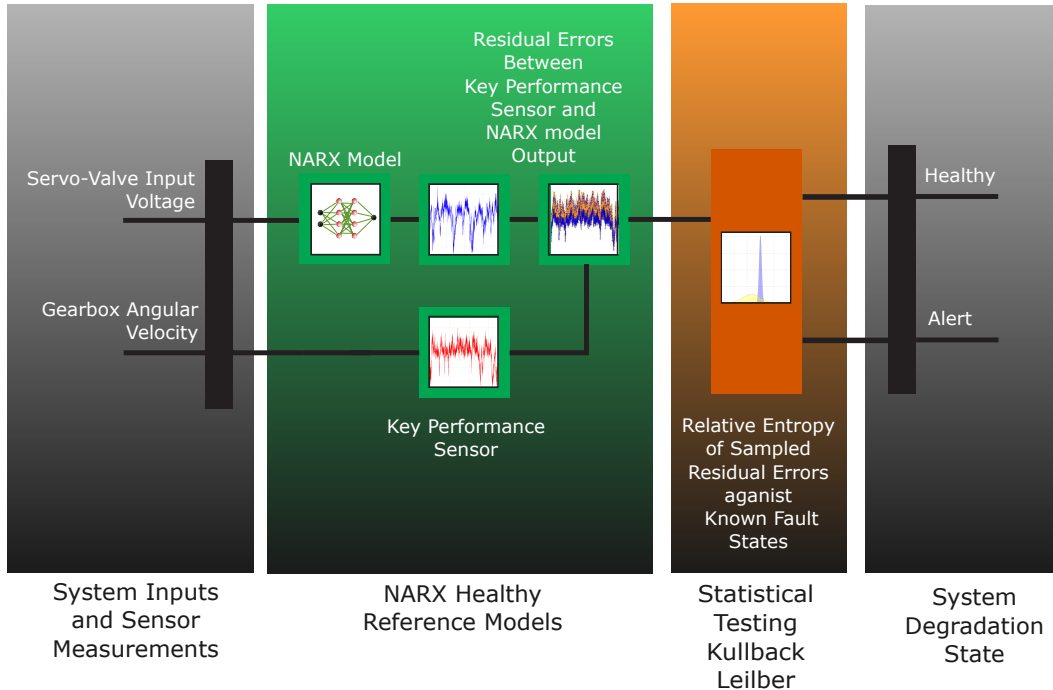 Servo-Valve Input
Voltage
Gearbox Angular
Velocity
NARX Model
Residual Errors
Between
Key Performance
Sensor and
NARX model
Output
Key Performance
Sensor
Relative Entropy
of Sampled
Residual Errors
aganist
Known Fault
States
Healthy
Alert
System Inputs
and Sensor
Measurements
NARX Healthy
Reference Models
Statistical
Testing
Kullback
Leilber
System
Degradation
State